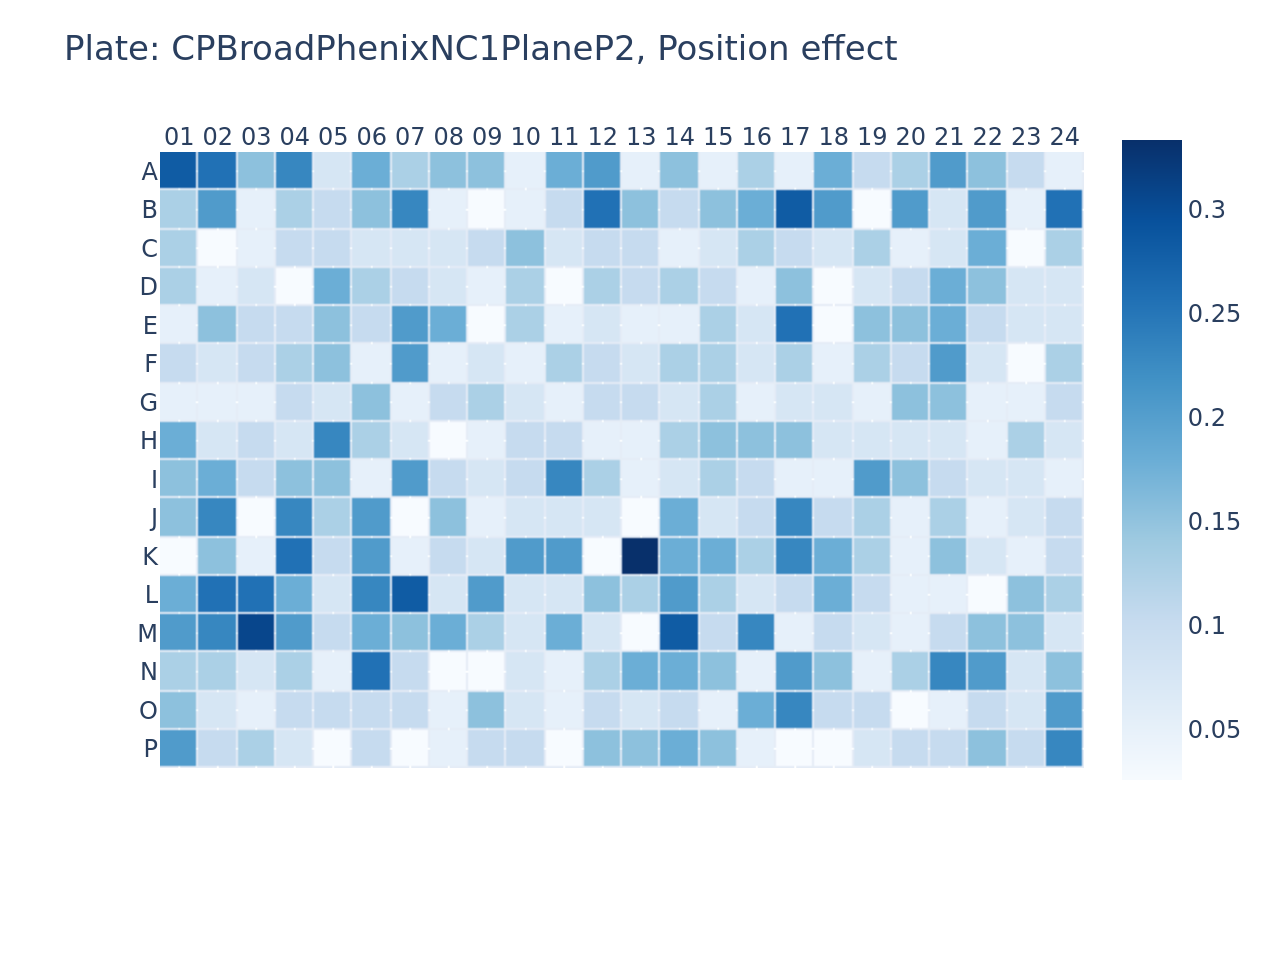 Plate: CPBroadPhenixNC1PlaneP2, Position effect
01 02 03 04 05 06 07 08 09 10 11 12 13 14 15 16 17 18 19 20 21 22 23 24
A
B
C
D
E
F
G
H
I
J
K
L
M
N
O
P
0.3
0.25
0.2
0.15
0.1
0.05